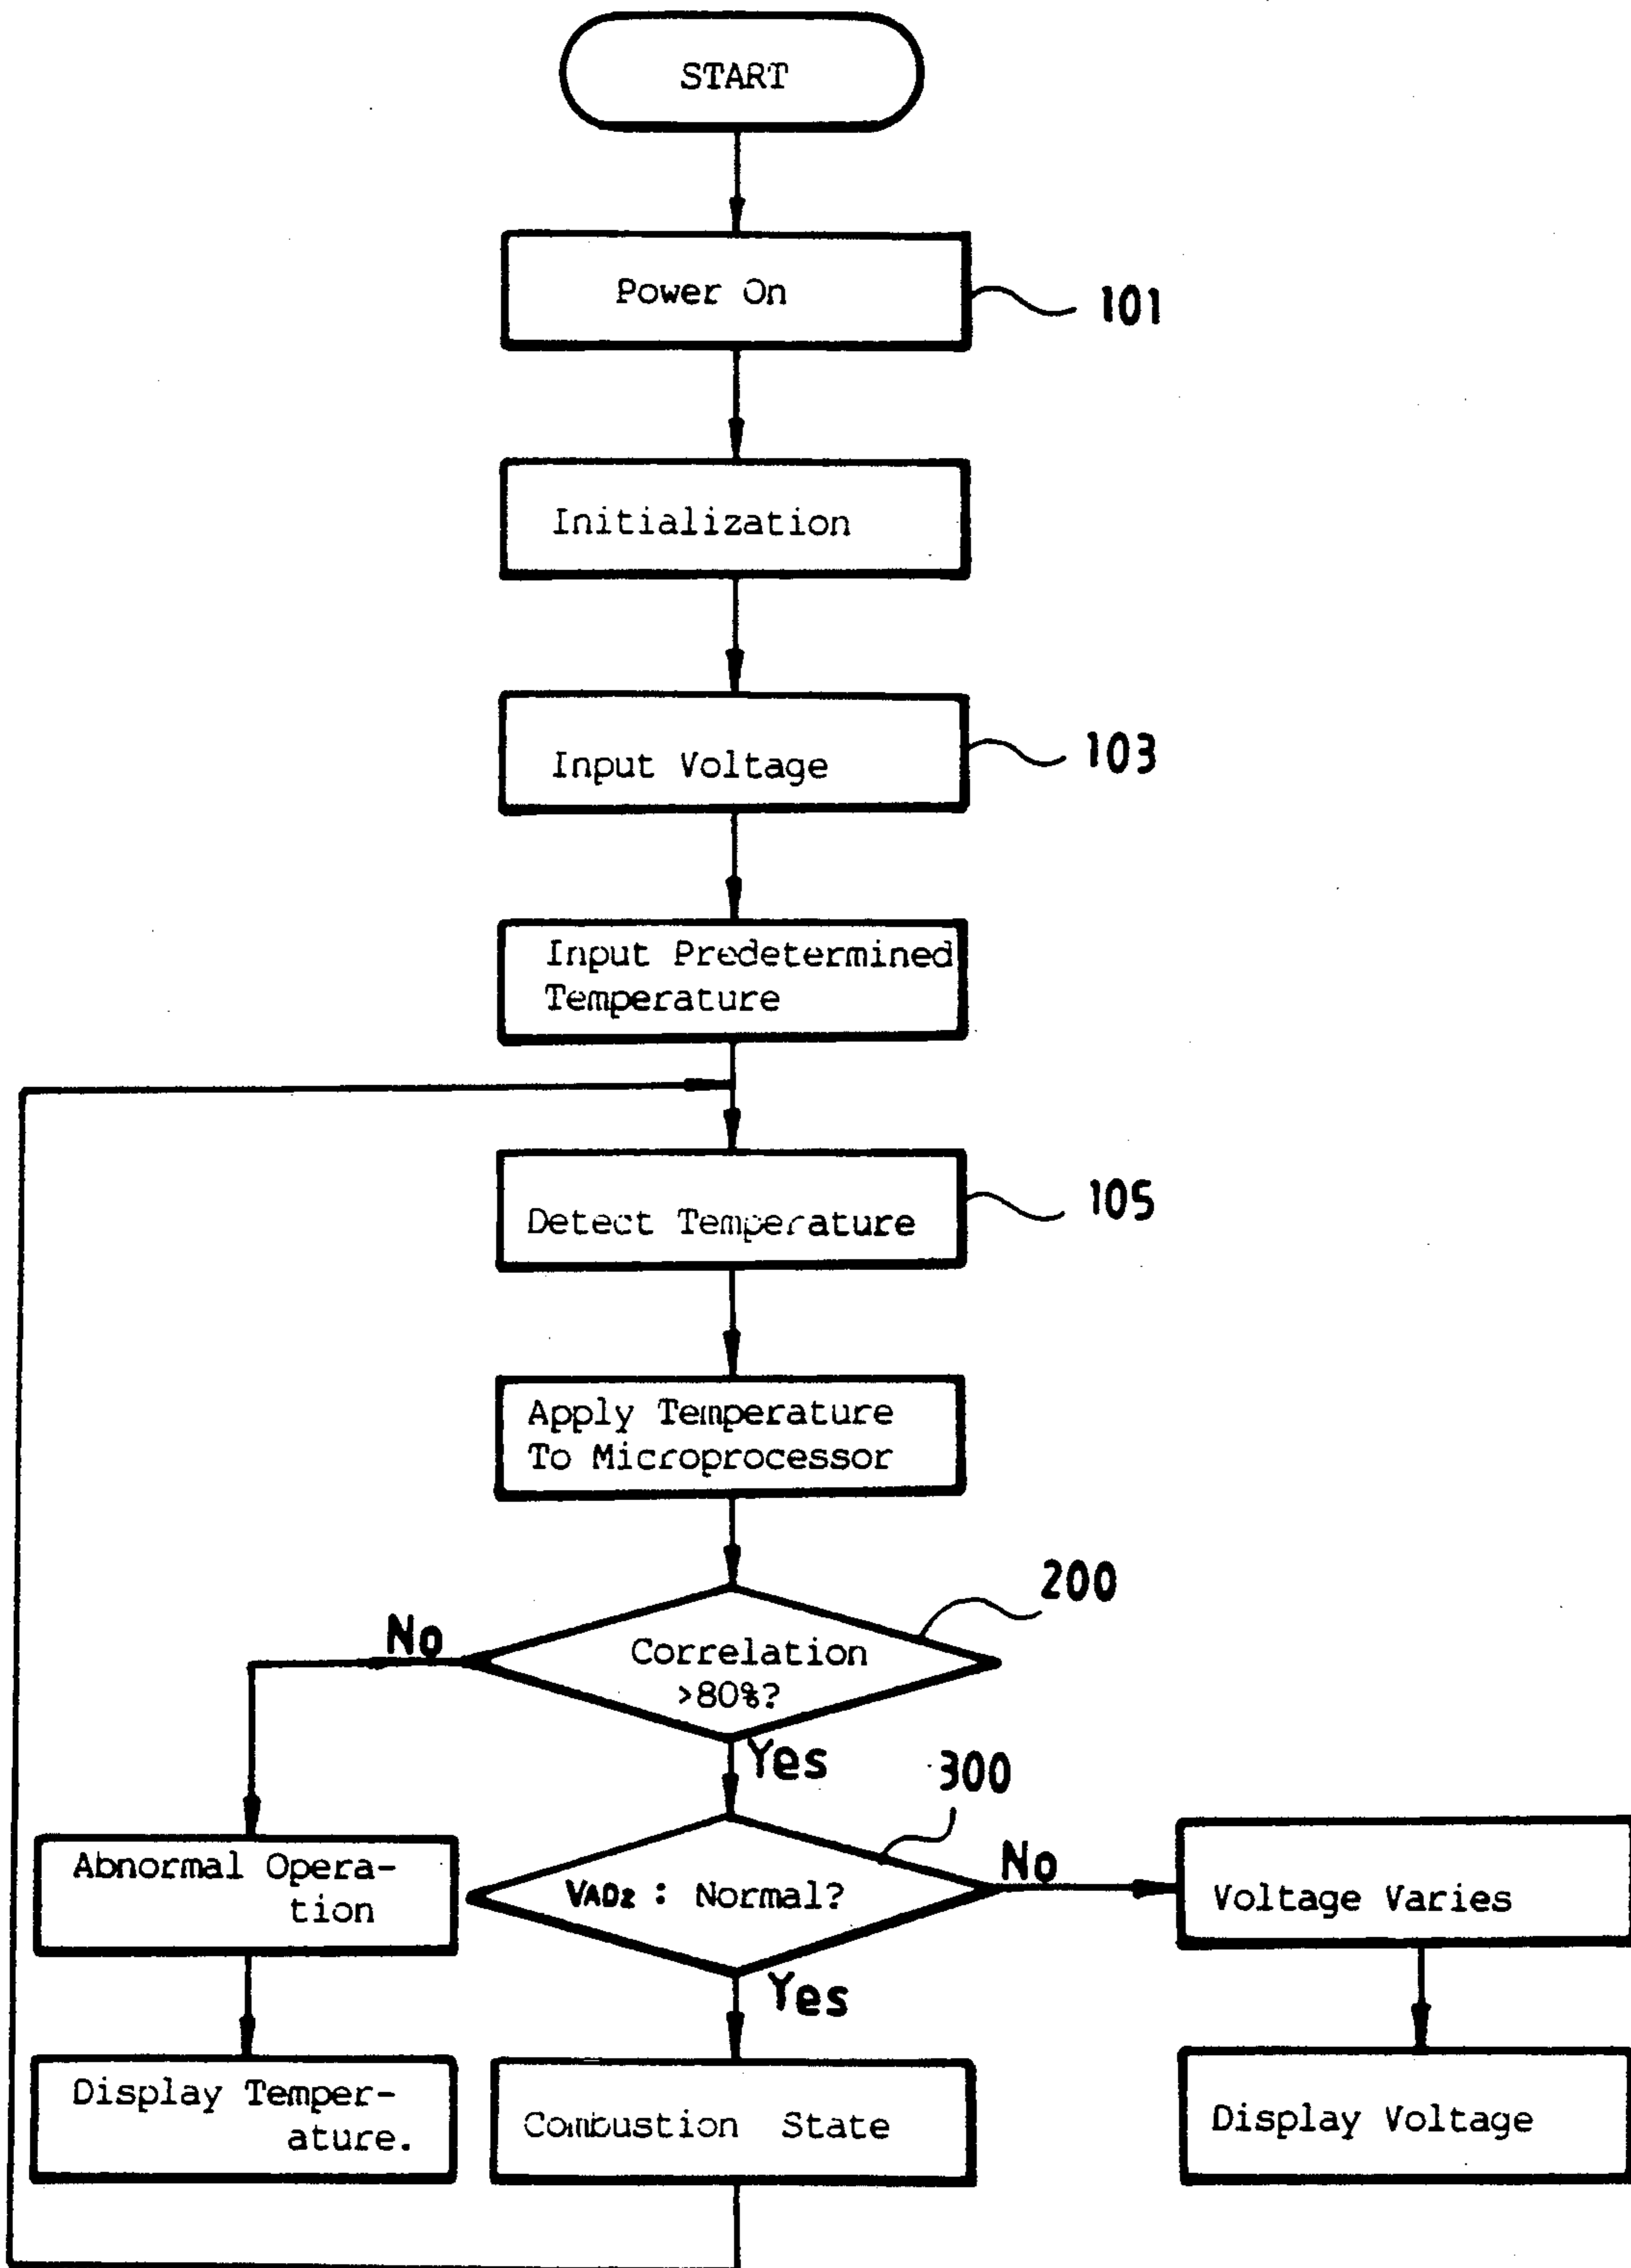 START
Power On
101
Initialization
Input Voltage
103
Input Predetermined
Temperature
Detect Temperature
105
Apply Temperature
To Microprocessor
200
No
Correlation
>80%?
Yes
300
Abnormal Opera-
tion
VAD2 : Normal?
No
Voltage Varies
Yes
Display Temper-
ature.
Combustion State
Display Voltage